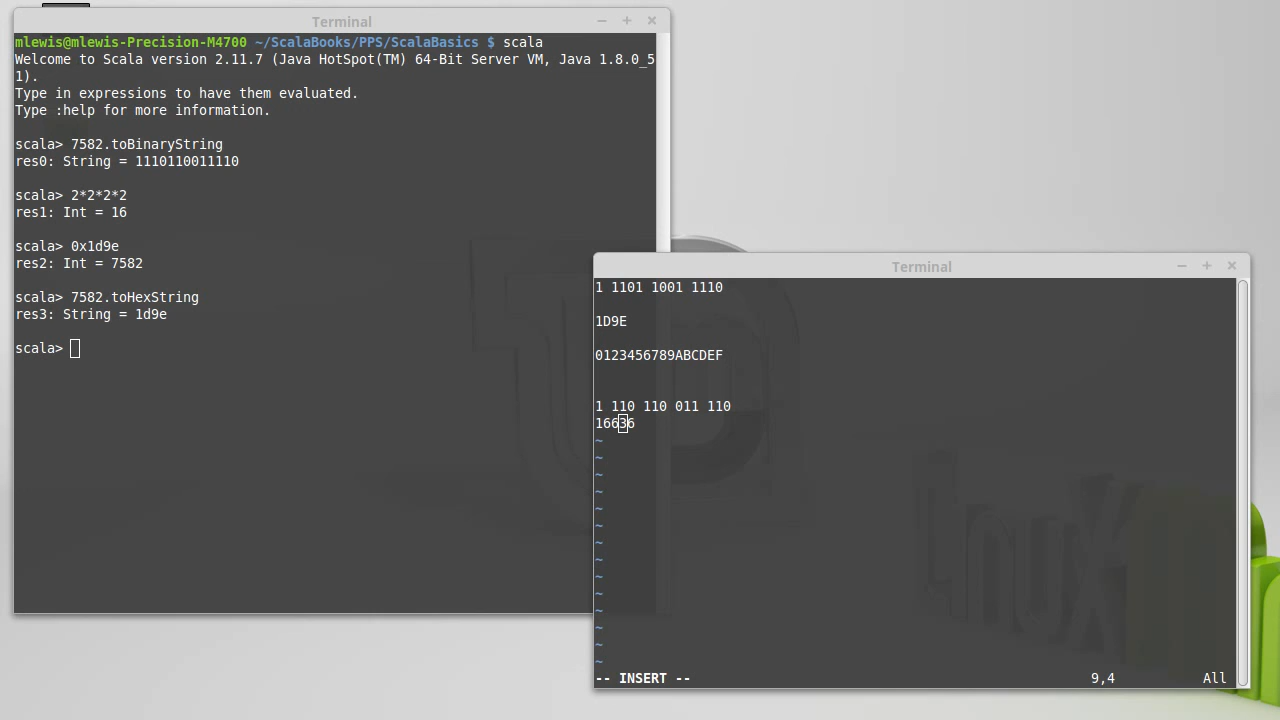 Terminal
mlewis@mlewis-Precision-M4700 ~/ScalaBooks/PPS/ScalaBasics $ scala
Welcome to Scala version 2.11.7 (Java HotSpot(TM) 64-Bit Server VM, Java 1.8.0_5
1).
Type in expressions to have them evaluated.
Type :help for more information.
scala> 7582.toBinaryString
res0: String = 1110110011110
scala> 2*2*2*2
res1: Int = 16
scala> 0x1d9e
res2: Int = 7582
scala> 7582.toHexString
res3: String = 1d9e
scala>
Terminal
1 1101 1001 1110
1D9E
0123456789ABCDEF
1 110 110 011 110
16636
~
~
~
~
~
~
~
~
~
~
~
~
~
~
-- INSERT -- 9,4 All
Linux